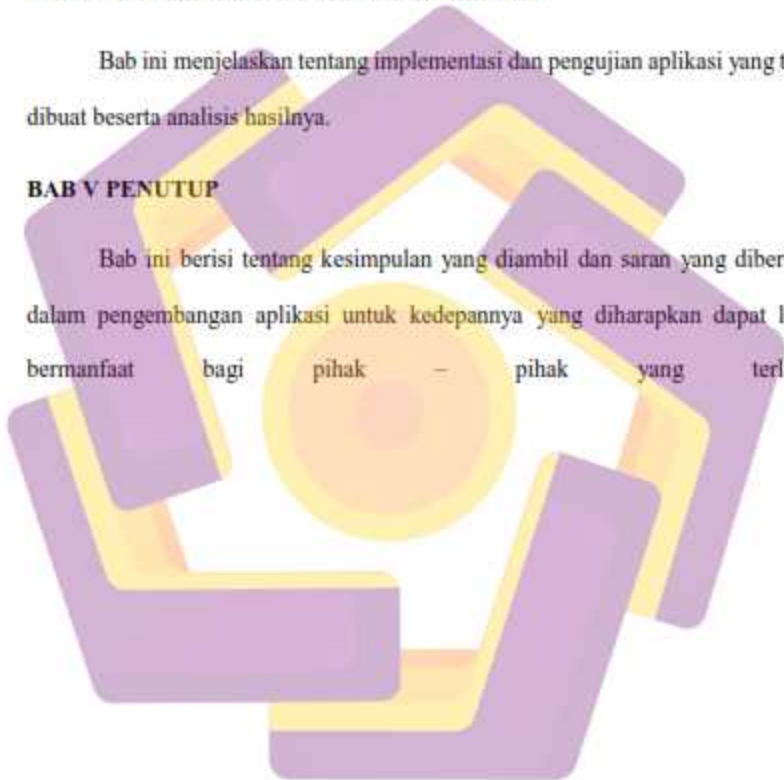 Bab ini menjelaskan tentang implementasi dan pengujian aplikasi yang
dibuat beserta analisis hasilnya.
BAB V PENUTUP
Bab ini berisi tentang kesimpulan yang diambil dan saran yang
dalam pengembangan aplikasi untuk kedepannya yang diharapkan dapat
bermanfaat bagi pihak – pihak yang